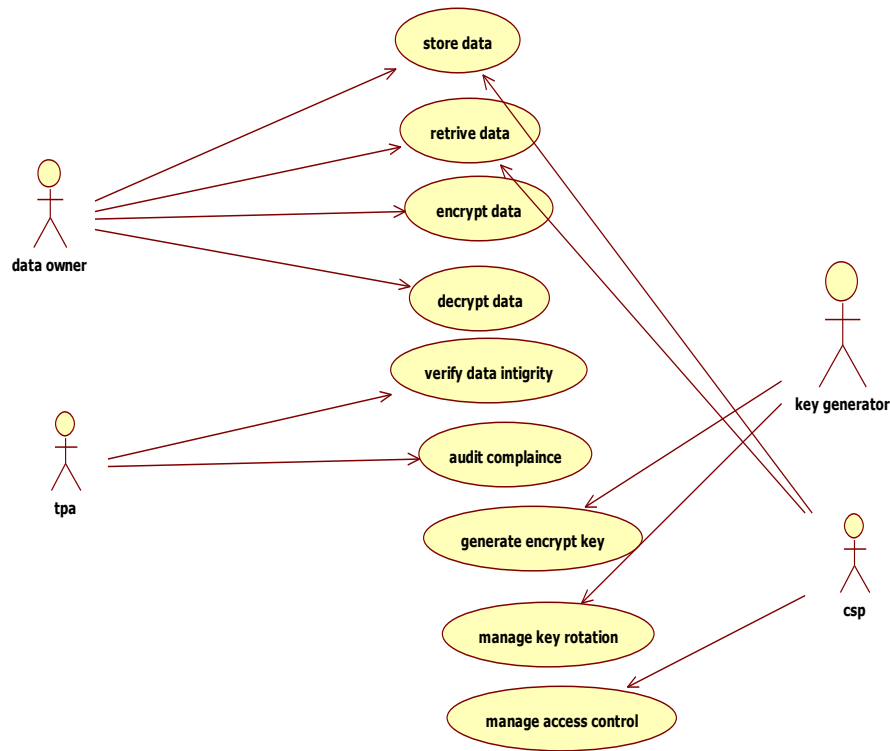 store data
retrive data
encrypt data
data owner
decrypt data
verify data intigrity
key generator
audit complaince
tpa
generate encrypt key
csp
manage key rotation
manage access control